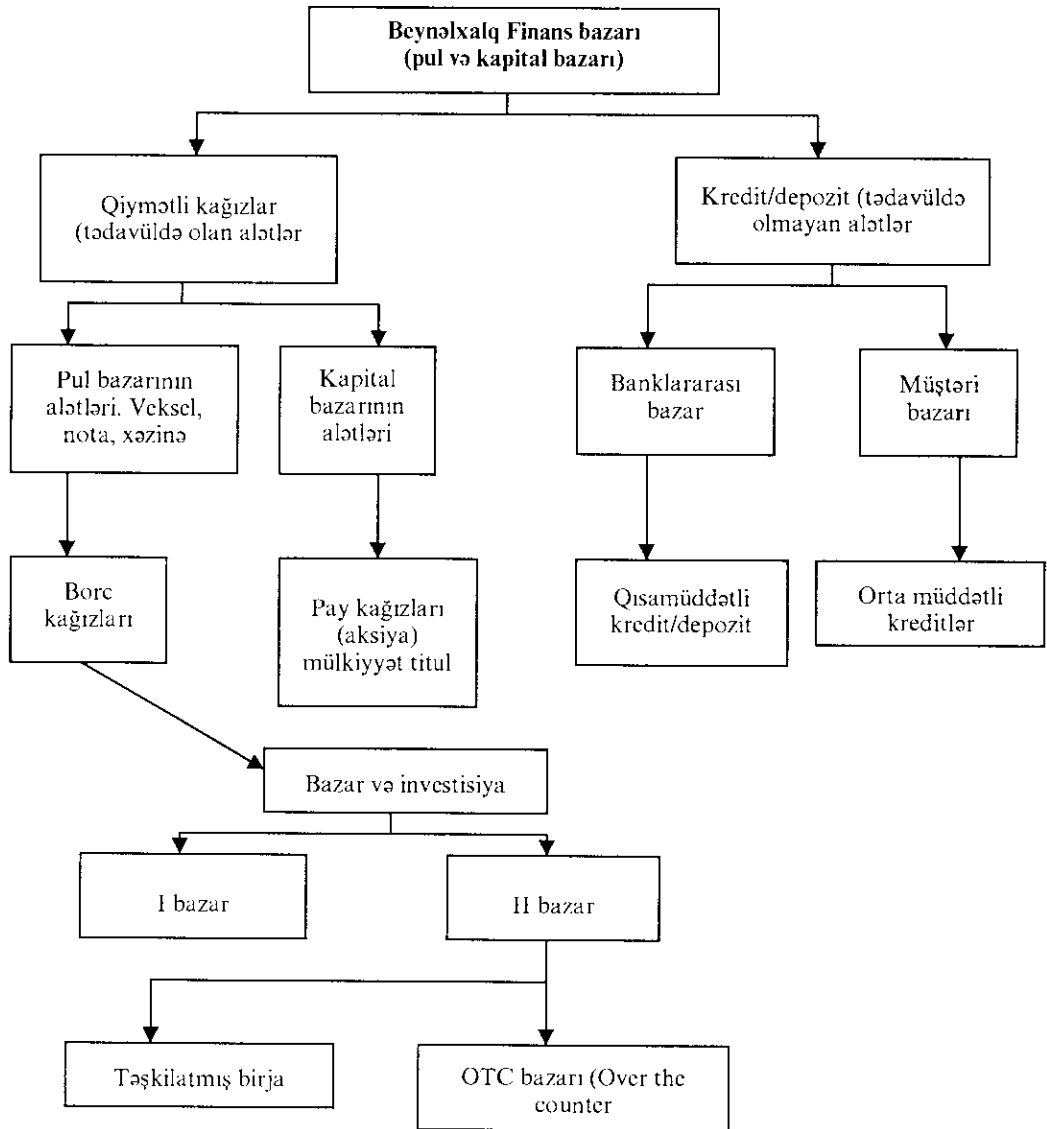 Beynəlxalq Finans bazarı
(pul və kapital bazarı)
Qiymətli kağızlar
(tədavüldə olan alətlər
Kredit/depozit (tədavüldə
olmayan alətlər
Pul bazarının
alətləri. Veksel,
nota, xəzinə
Kapital
bazarının
alətləri
Banklararası
bazar
Müştəri
bazarı
Borc
kağızları
Pay kağızları
(aksiya)
mülkiyyət titul
Qısamüddətli
kredit/depozit
Orta müddətli
kreditlər
Bazar və investisiya
I bazar
II bazar
Təşkilatmış birja
OTC bazarı (Over the
counter